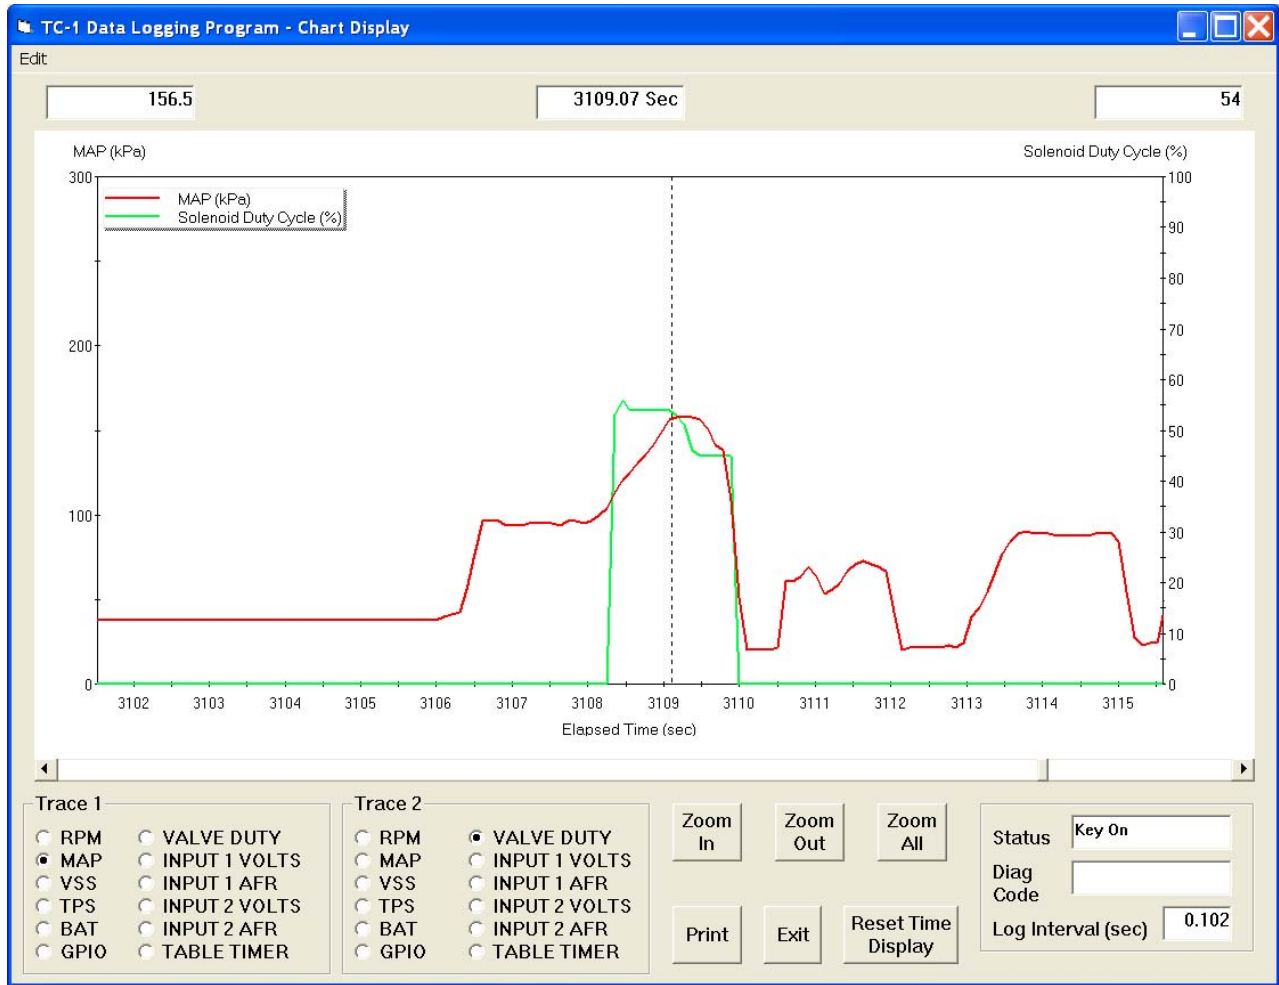 TC-1 Data Logging Program - Chart Display
Edit
156.5
3109.07 Sec
54
MAP (kPa)
Solenoid Duty Cycle (%)
300
200
100
0
MAP (kPa)
Solenoid Duty Cycle (%)
100
90
80
70
60
50
40
30
20
10
0
3102 3103 3104 3105 3106 3107 3108 3109 3110 3111 3112 3113 3114 3115
Elapsed Time (sec)
Trace 1
RPM
MAP
VSS
TPS
BAT
GPIO
VALVE DUTY
INPUT 1 VOLTS
INPUT 1 AFR
INPUT 2 VOLTS
INPUT 2 AFR
TABLE TIMER
Trace 2
RPM
MAP
VSS
TPS
BAT
GPIO
VALVE DUTY
INPUT 1 VOLTS
INPUT 1 AFR
INPUT 2 VOLTS
INPUT 2 AFR
TABLE TIMER
Zoom
In
Zoom
Out
Zoom
All
Print
Exit
Reset Time
Display
Status
Key On
Diag
Code
Log Interval (sec)
0.102